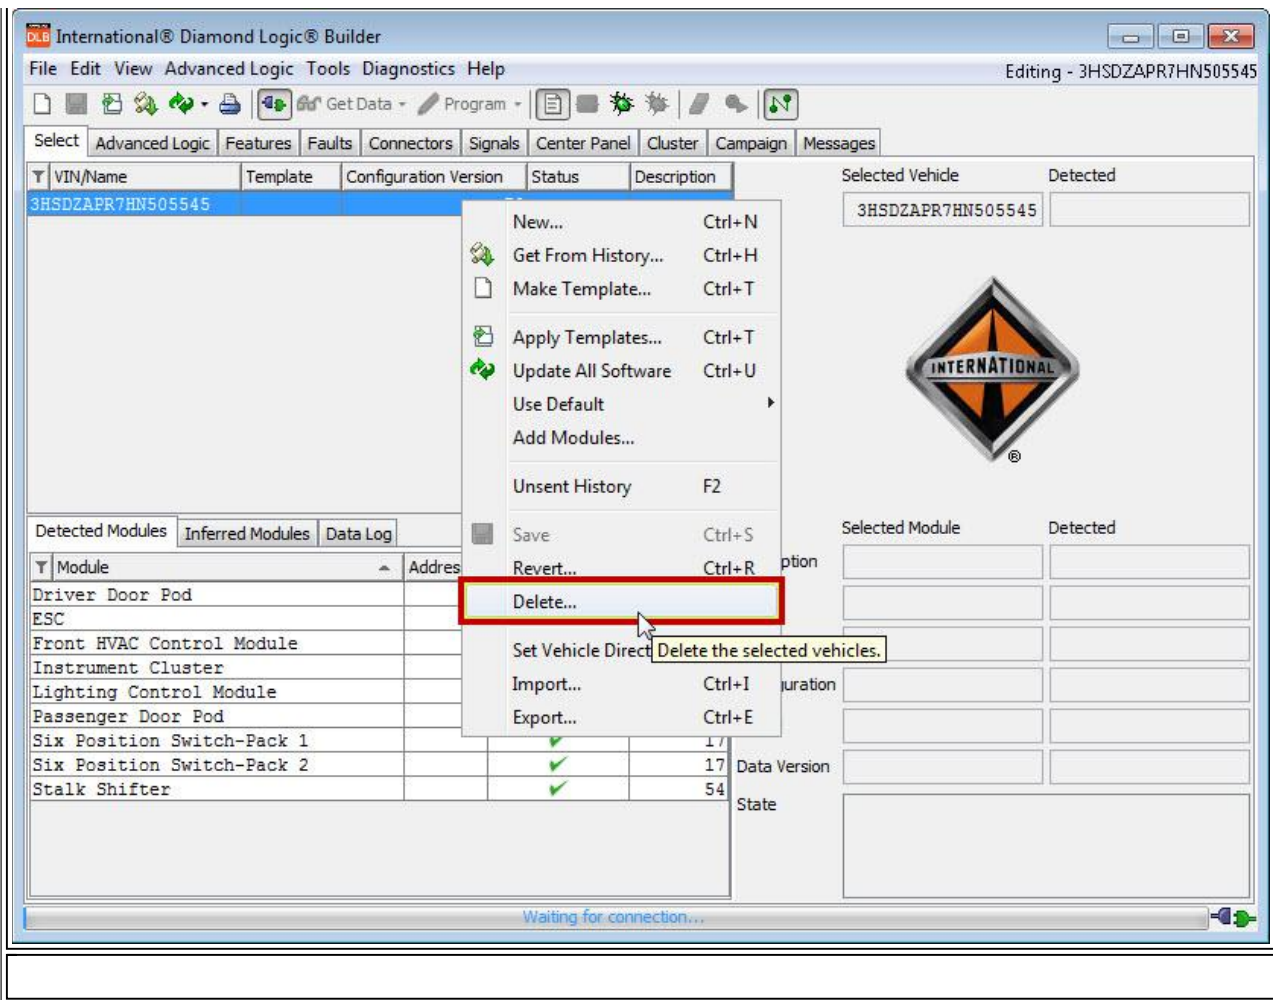 DLB International® Diamond Logic® Builder
File Edit View Advanced Logic Tools Diagnostics Help Editing - 3HSDZAPR7HN505545
Get Data Program
Select Advanced Logic Features Faults Connectors Signals Center Panel Cluster Campaign Messages
VIN/Name Template Configuration Version Status Description Selected Vehicle Detected
3HSDZAPR7HN505545 3HSDZAPR7HN505545
New... Ctrl+N
Get From History... Ctrl+H
Make Template... Ctrl+T
Apply Templates... Ctrl+T
Update All Software Ctrl+U
Use Default
Add Modules...
Unsent History F2
INTERNATIONAL
®
Detected Modules Inferred Modules Data Log Save Ctrl+S Selected Module Detected
Module Addres Revert... Ctrl+R ption
Driver Door Pod Delete...
ESC
Front HVAC Control Module Set Vehicle Direct Delete the selected vehicles.
Instrument Cluster
Lighting Control Module Import... Ctrl+I uration
Passenger Door Pod Export... Ctrl+E
Six Position Switch-Pack 1 17
Six Position Switch-Pack 2 17 Data Version
Stalk Shifter 54
State
Waiting for connection...